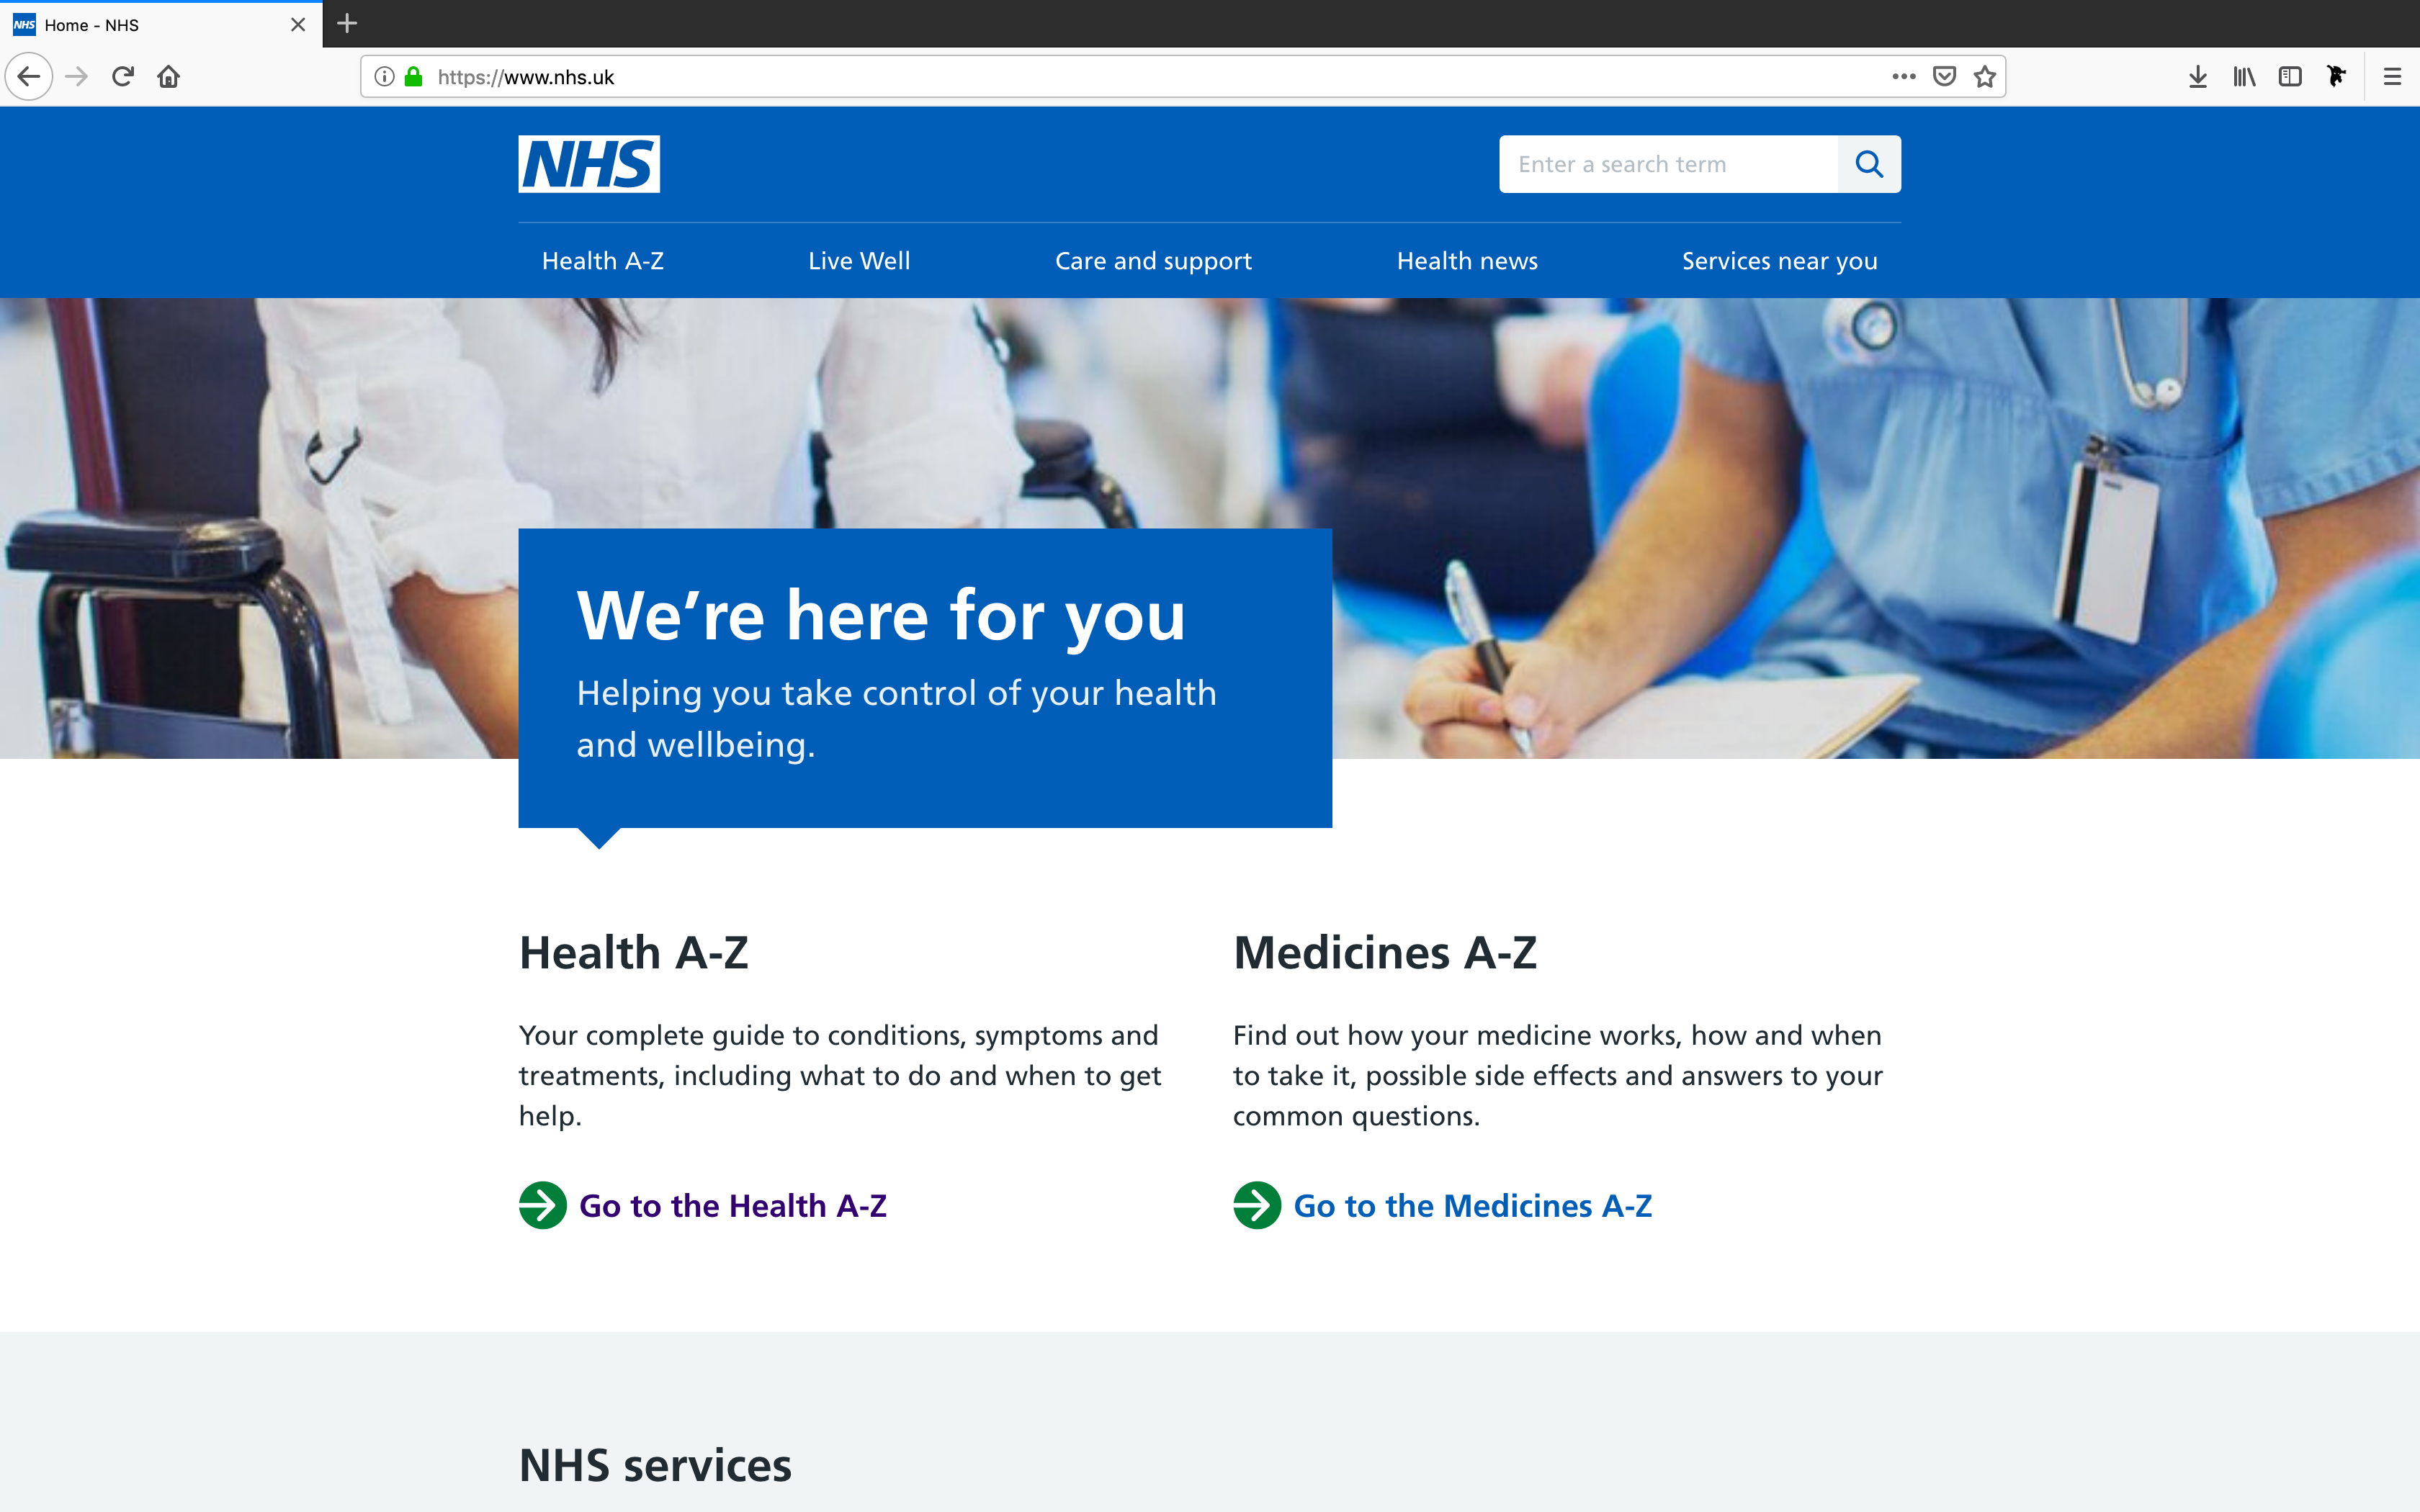 NHS Home - NHS
https://www.nhs.uk
NHS
Enter a search term
Health A-Z
Live Well
Care and support
Health news
Services near you
We’re here for you
Helping you take control of your health
and wellbeing.
Health A-Z
Your complete guide to conditions, symptoms and
treatments, including what to do and when to get
help.
Go to the Health A-Z
Medicines A-Z
Find out how your medicine works, how and when
to take it, possible side effects and answers to your
common questions.
Go to the Medicines A-Z
NHS services